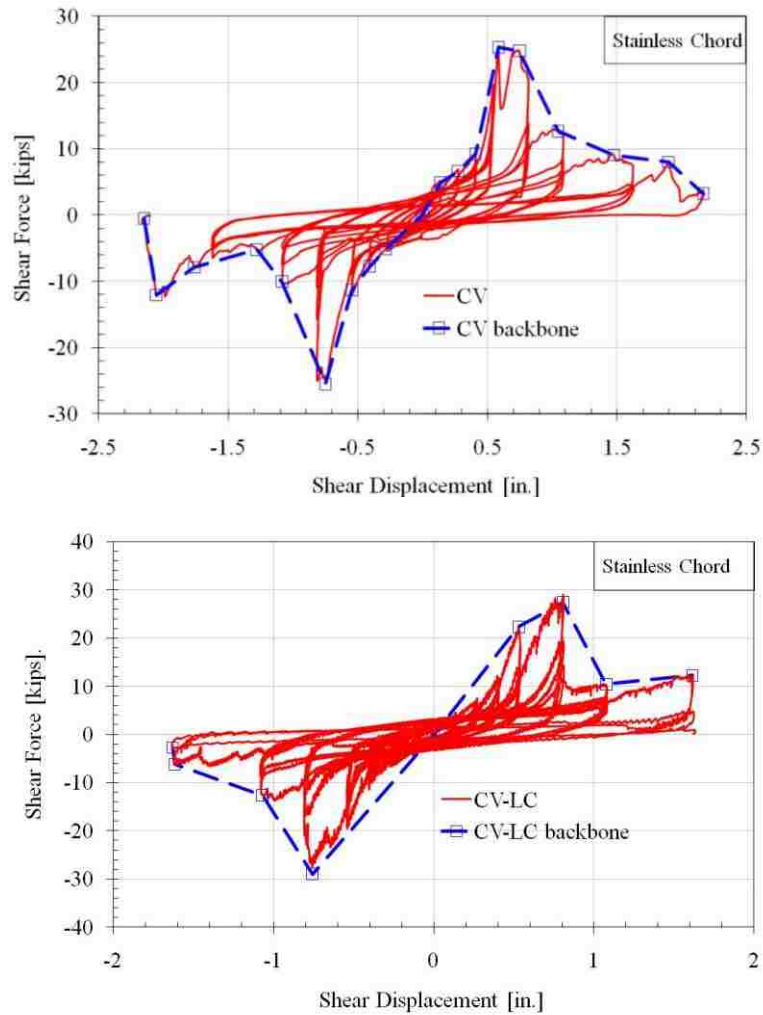 Stainless Chord
30
20
10
0
-10
-20
-30
Shear Force [kips]
CV
CV backbone
-2.5 -1.5 -0.5 0.5 1.5 2.5
Shear Displacement [in.]
Stainless Chord
40
30
20
10
0
-10
-20
-30
-40
Shear Force [kips].
CV-LC
CV-LC backbone
-2 -1 0 1 2
Shear Displacement [in.]